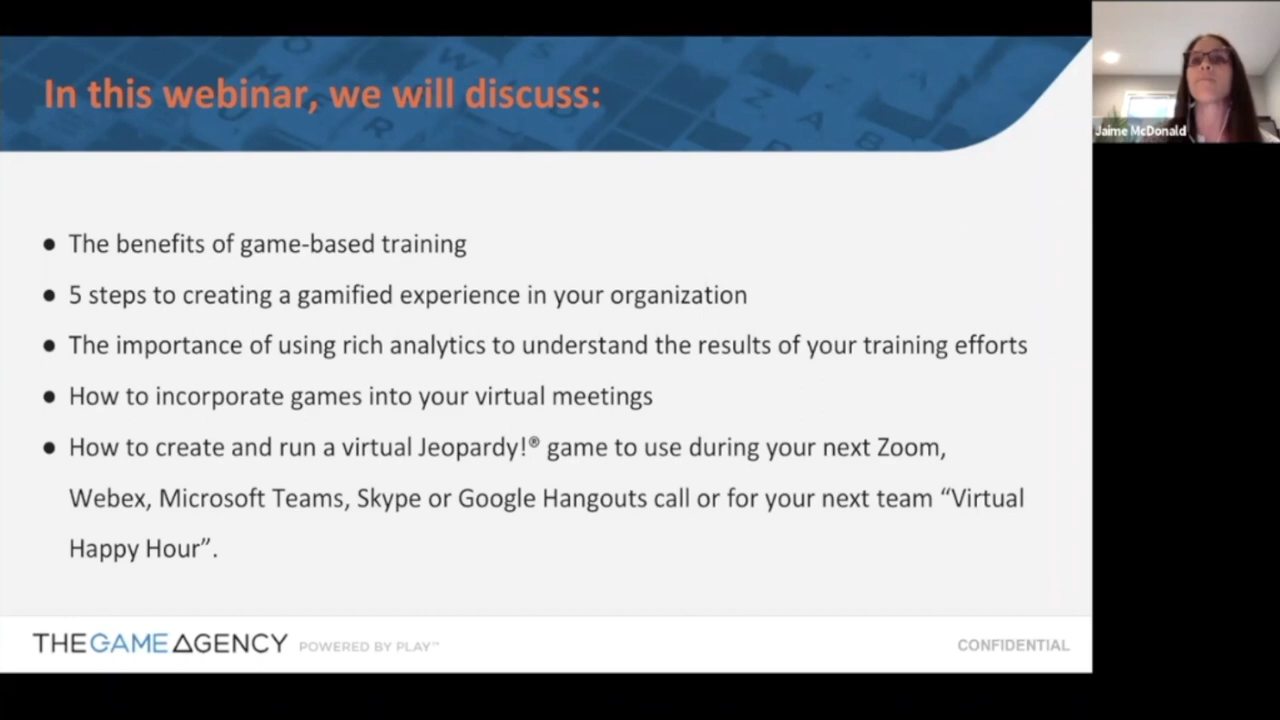 In this webinar, we will discuss:
Jaime McDonald
● The benefits of game-based training
● 5 steps to creating a gamified experience in your organization
● The importance of using rich analytics to understand the results of your training efforts
● How to incorporate games into your virtual meetings
● How to create and run a virtual Jeopardy!® game to use during your next Zoom,
Webex, Microsoft Teams, Skype or Google Hangouts call or for your next team “Virtual
Happy Hour”.
THEGAMEAGENCY POWERED BY PLAY™
CONFIDENTIAL